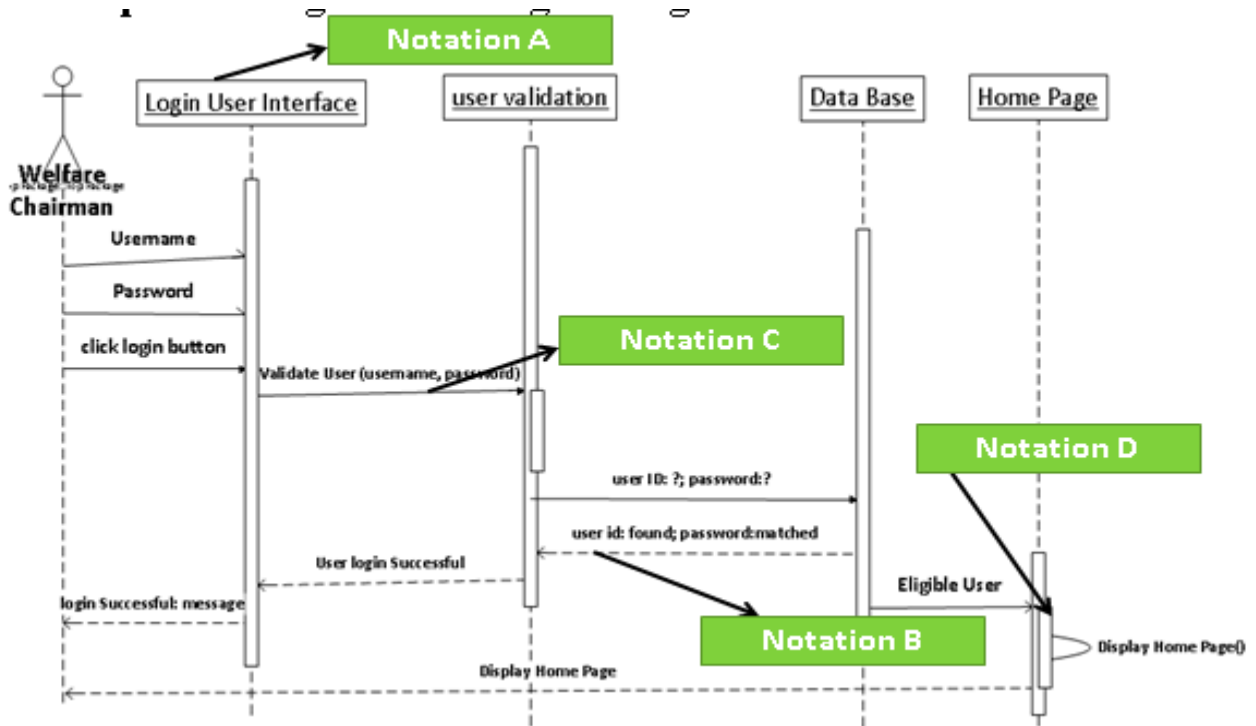 Notation A
Login User Interface
user validation
Data Base
Home Page
Welfare
Chairman
Username
Password
click login button
Notation C
Validate User (username, password)
Notation D
user ID: ?; password:?
user id: found; password:matched
User login Successful
Eligible User
login Successful: message
Notation B
Display Home Page()
Display Home Page